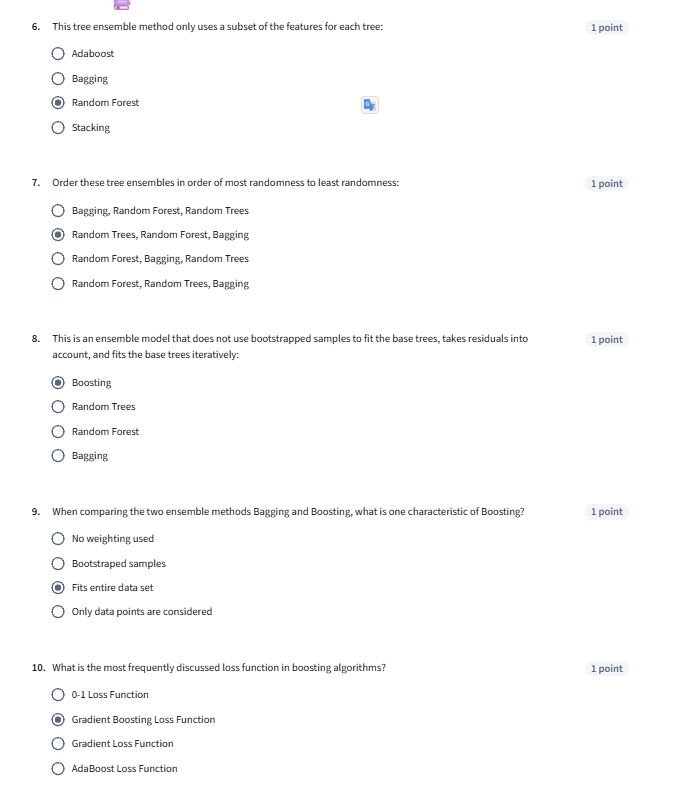 6. This tree ensemble method only uses a subset of the features for each tree: 1 point
Adaboost
Bagging
Random Forest
Stacking
7. Order these tree ensembles in order of most randomness to least randomness: 1 point
Bagging, Random Forest, Random Trees
Random Trees, Random Forest, Bagging
Random Forest, Bagging, Random Trees
Random Forest, Random Trees, Bagging
8. This is an ensemble model that does not use bootstrapped samples to fit the base trees, takes residuals into 1 point
account, and fits the base trees iteratively:
Boosting
Random Trees
Random Forest
Bagging
9. When comparing the two ensemble methods Bagging and Boosting, what is one characteristic of Boosting? 1 point
No weighting used
Bootstraped samples
Fits entire data set
Only data points are considered
10. What is the most frequently discussed loss function in boosting algorithms? 1 point
0-1 Loss Function
Gradient Boosting Loss Function
Gradient Loss Function
AdaBoost Loss Function